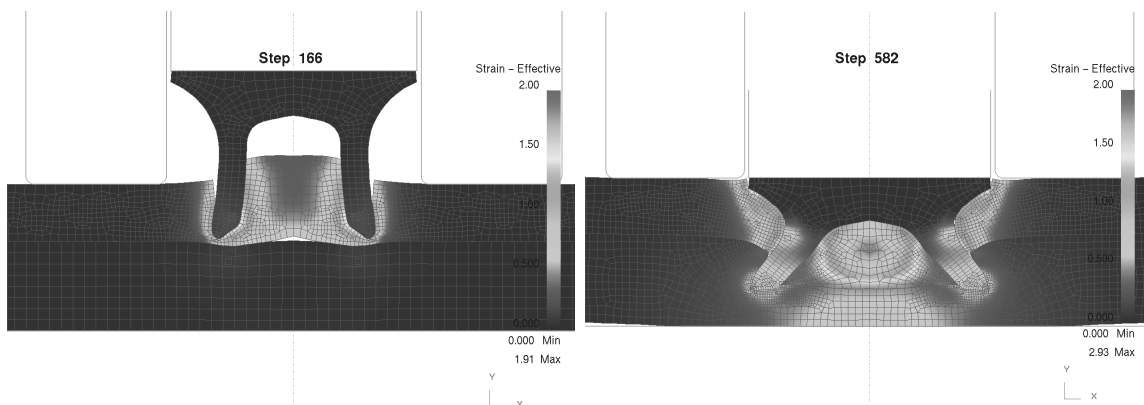 Step 166
Strain – Effective
2.00
1.50
1.00
0.500
0.000
0.000 Min
1.91 Max
Y
X
Step 582
Strain – Effective
2.00
1.50
1.00
0.500
0.000
0.000 Min
2.93 Max
Y
X